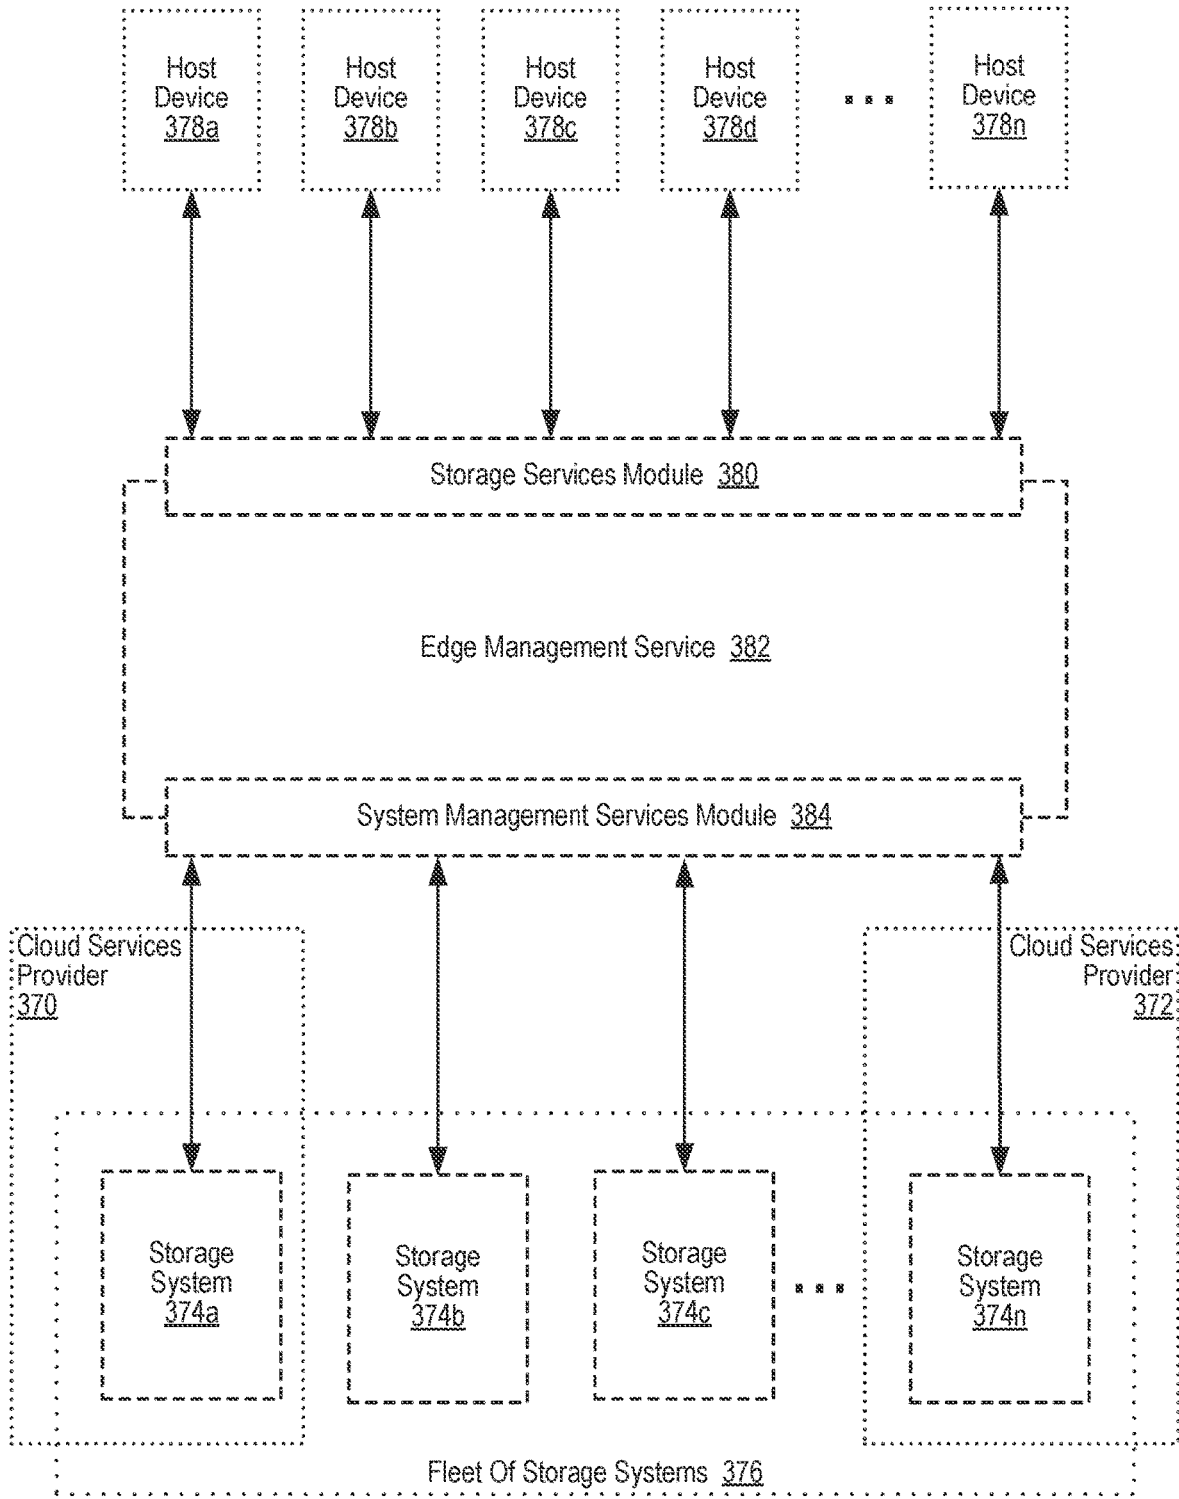 Host
Device
378a
Host
Device
378b
Host
Device
378c
Host
Device
378d
Host
Device
378n
Storage Services Module 380
Edge Management Service 382
System Management Services Module 384
Cloud Services
Provider
370
Cloud Services
Provider
372
Storage
System
374a
Storage
System
374b
Storage
System
374c
Storage
System
374n
Fleet Of Storage Systems 376